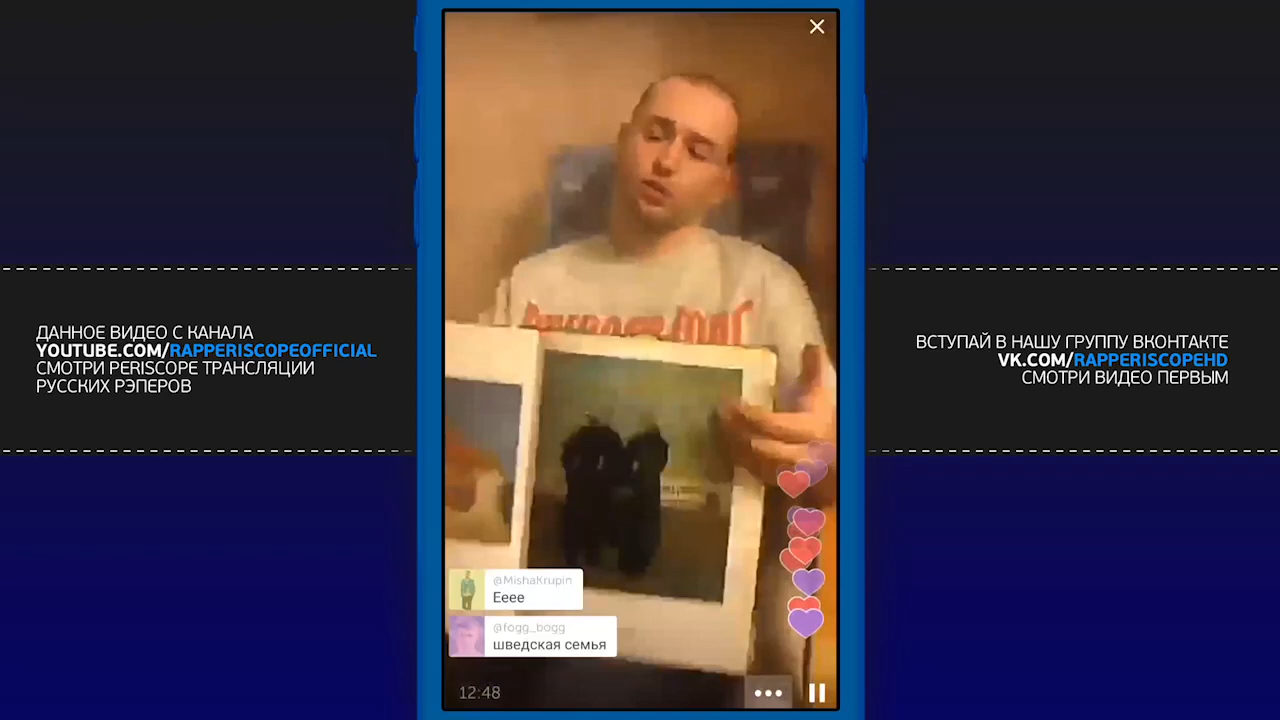 ДАННОЕ ВИДЕО С КАНАЛА
YOUTUBE.COM/RAPPERISCOPEOFFICIAL
СМОТРИ PERISCOPE ТРАНСЛЯЦИИ
РУССКИХ РЭПЕРОВ
ВСТУПАЙ В НАШУ ГРУППУ ВКОНТАКТЕ
VK.COM/RAPPERISCOPEHD
СМОТРИ ВИДЕО ПЕРВЫМ
@MishaKrupin
Ееее
@fogg_bogg
шведская семья
12:48